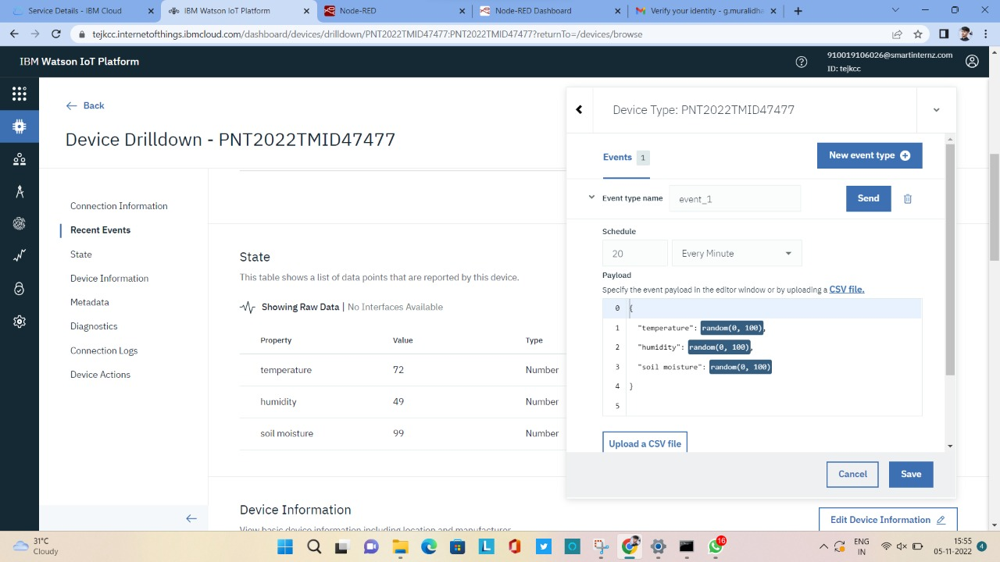 Recent Events
IBM Watson IoT Platform
Node-RED
Node-RED Dashboard
Verify your identity - g.muralidha
tejkcc.internetofthings.ibmcloud.com/dashboard/devices/drilldown/PNT2022TMID47477:PNT2022TMID47477?returnTo=/devices/browse
IBM Watson IoT Platform
910019106026@smartinternz.com
ID: tejkcc
Back
Device Drilldown - PNT2022TMID47477
Connection Information
Recent Events
State
Device Information
Metadata
Diagnostics
Connection Logs
Device Actions
State
This table shows a list of data points that are reported by this device.
Showing Raw Data | No Interfaces Available
Property Value Type
temperature 72 Number
humidity 49 Number
soil moisture 99 Number
Device Information
View basic device information including location and manufacturer.
Edit Device Information
Device Type: PNT2022TMID47477
Events 1
New event type
Event type name event_1 Send
Schedule
20 Every Minute
Payload
Specify the event payload in the editor window or by uploading a CSV file.
0 {
1 "temperature": random(0, 100),
2 "humidity": random(0, 100),
3 "soil moisture": random(0, 100)
4 }
5
Upload a CSV file
Cancel Save
31°C
Cloudy
16
ENG
IN
15:55
05-11-2022
4